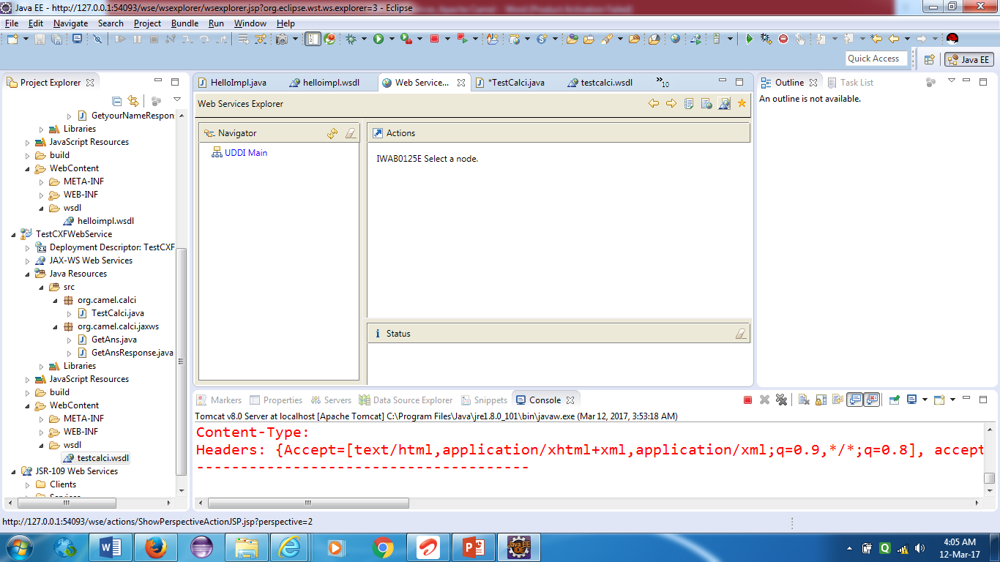 Java EE - http://127.0.0.1:54093/wse/wsexplorer/wsexplorer.jsp?org.eclipse.wst.ws.explorer=3 - Eclipse
File Edit Navigate Search Project Bundle Run Window Help
Quick Access
Java EE
Project Explorer
GetyourNameRespon
Libraries
JavaScript Resources
build
WebContent
META-INF
WEB-INF
wsdl
helloimpl.wsdl
TestCXFWebService
Deployment Descriptor: TestCXF
JAX-WS Web Services
Java Resources
src
org.camel.calci
TestCalci.java
org.camel.calci.jaxws
GetAns.java
GetAnsResponse.java
Libraries
JavaScript Resources
build
WebContent
META-INF
WEB-INF
wsdl
testcalci.wsdl
JSR-109 Web Services
Clients
Services
HelloImpl.java helloimpl.wsdl Web Service... *TestCalci.java testcalci.wsdl »10
Web Services Explorer
Navigator
UDDI Main
Actions
IWAB0125E Select a node.
Status
Outline Task List
An outline is not available.
Markers Properties Servers Data Source Explorer Snippets Console
Tomcat v8.0 Server at localhost [Apache Tomcat] C:\Program Files\Java\jre1.8.0_101\bin\javaw.exe (Mar 12, 2017, 3:53:18 AM)
Content-Type:
Headers: {Accept=[text/html,application/xhtml+xml,application/xml;q=0.9,*/*;q=0.8], accept
--------------------------------------
http://127.0.0.1:54093/wse/actions/ShowPerspectiveActionJSP.jsp?perspective=2
Java EE
IDE
4:05 AM
12-Mar-17